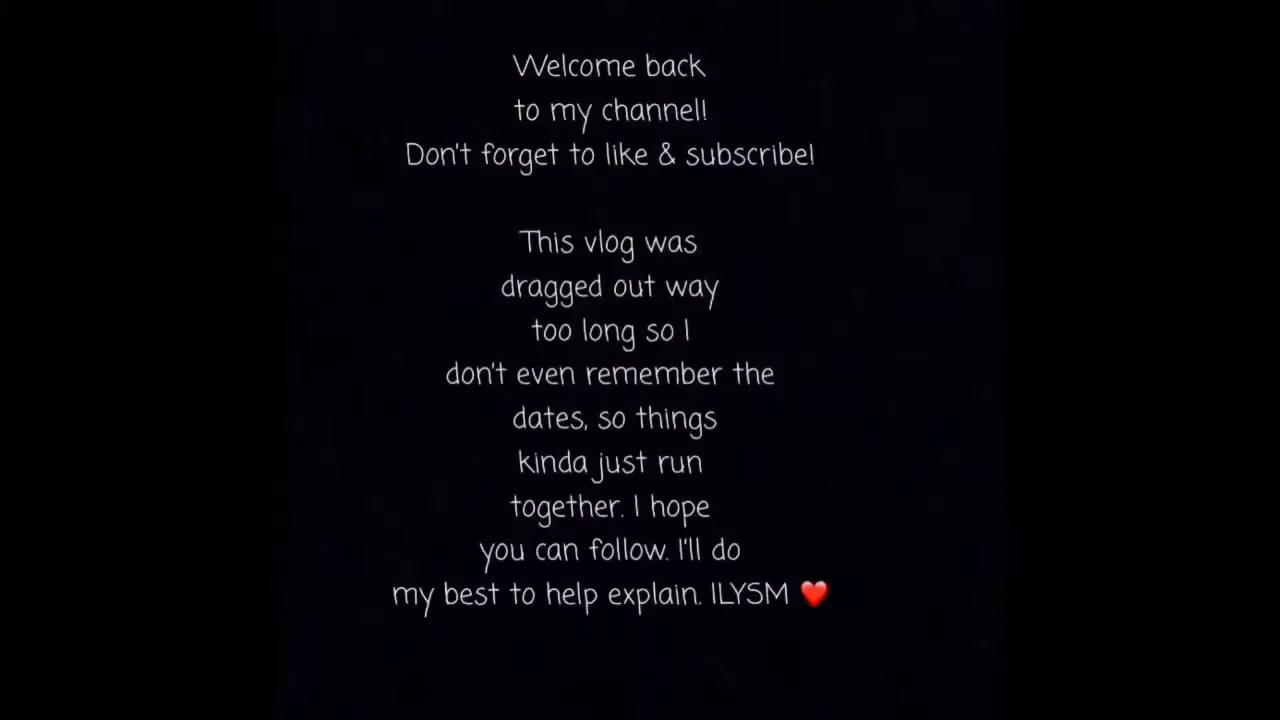 Welcome back
to my channel!
Don't forget to like & subscribe!
This vlog was
dragged out way
too long so I
don't even remember the
dates, so things
kinda just run
together. I hope
you can follow. I'll do
my best to help explain. ILYSM ❤️